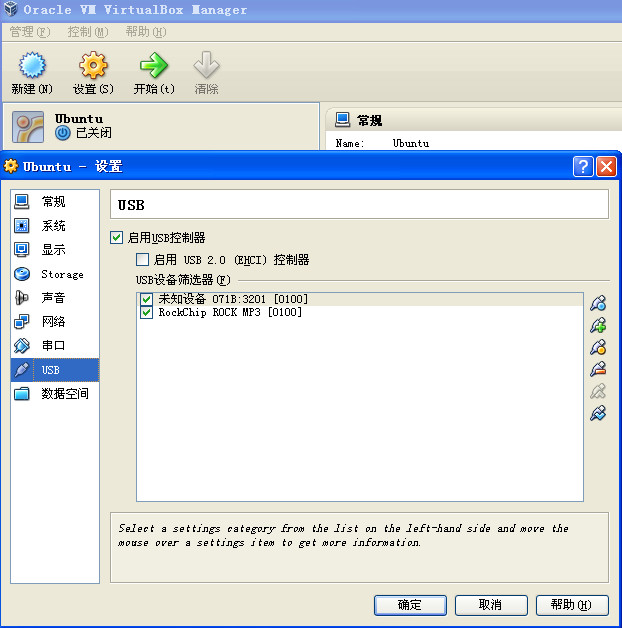 Oracle VM VirtualBox Manager
管理(F) 控制(M) 帮助(H)
新建(N) 设置(S) 开始(t) 清除
Ubuntu
已关闭
常规
Name: Ubuntu
Ubuntu - 设置
常规
系统
显示
Storage
声音
网络
串口
USB
数据空间
USB
启用USB控制器
启用 USB 2.0 (EHCI) 控制器
USB设备筛选器(F)
未知设备 071B:3201 [0100]
RockChip ROCK MP3 [0100]
Select a settings category from the list on the left-hand side and move the
mouse over a settings item to get more information.
确定 取消 帮助(H)